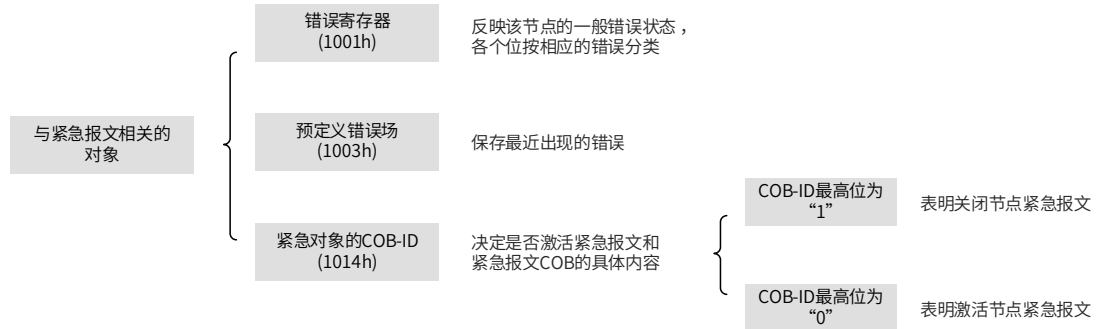 与紧急报文相关的
对象
错误寄存器
(1001h)
反映该节点的一般错误状态，
各个位按相应的错误分类
预定义错误场
(1003h)
保存最近出现的错误
紧急对象的COB-ID
(1014h)
决定是否激活紧急报文和
紧急报文COB的具体内容
COB-ID最高位为
“1”
表明关闭节点紧急报文
COB-ID最高位为
“0”
表明激活节点紧急报文